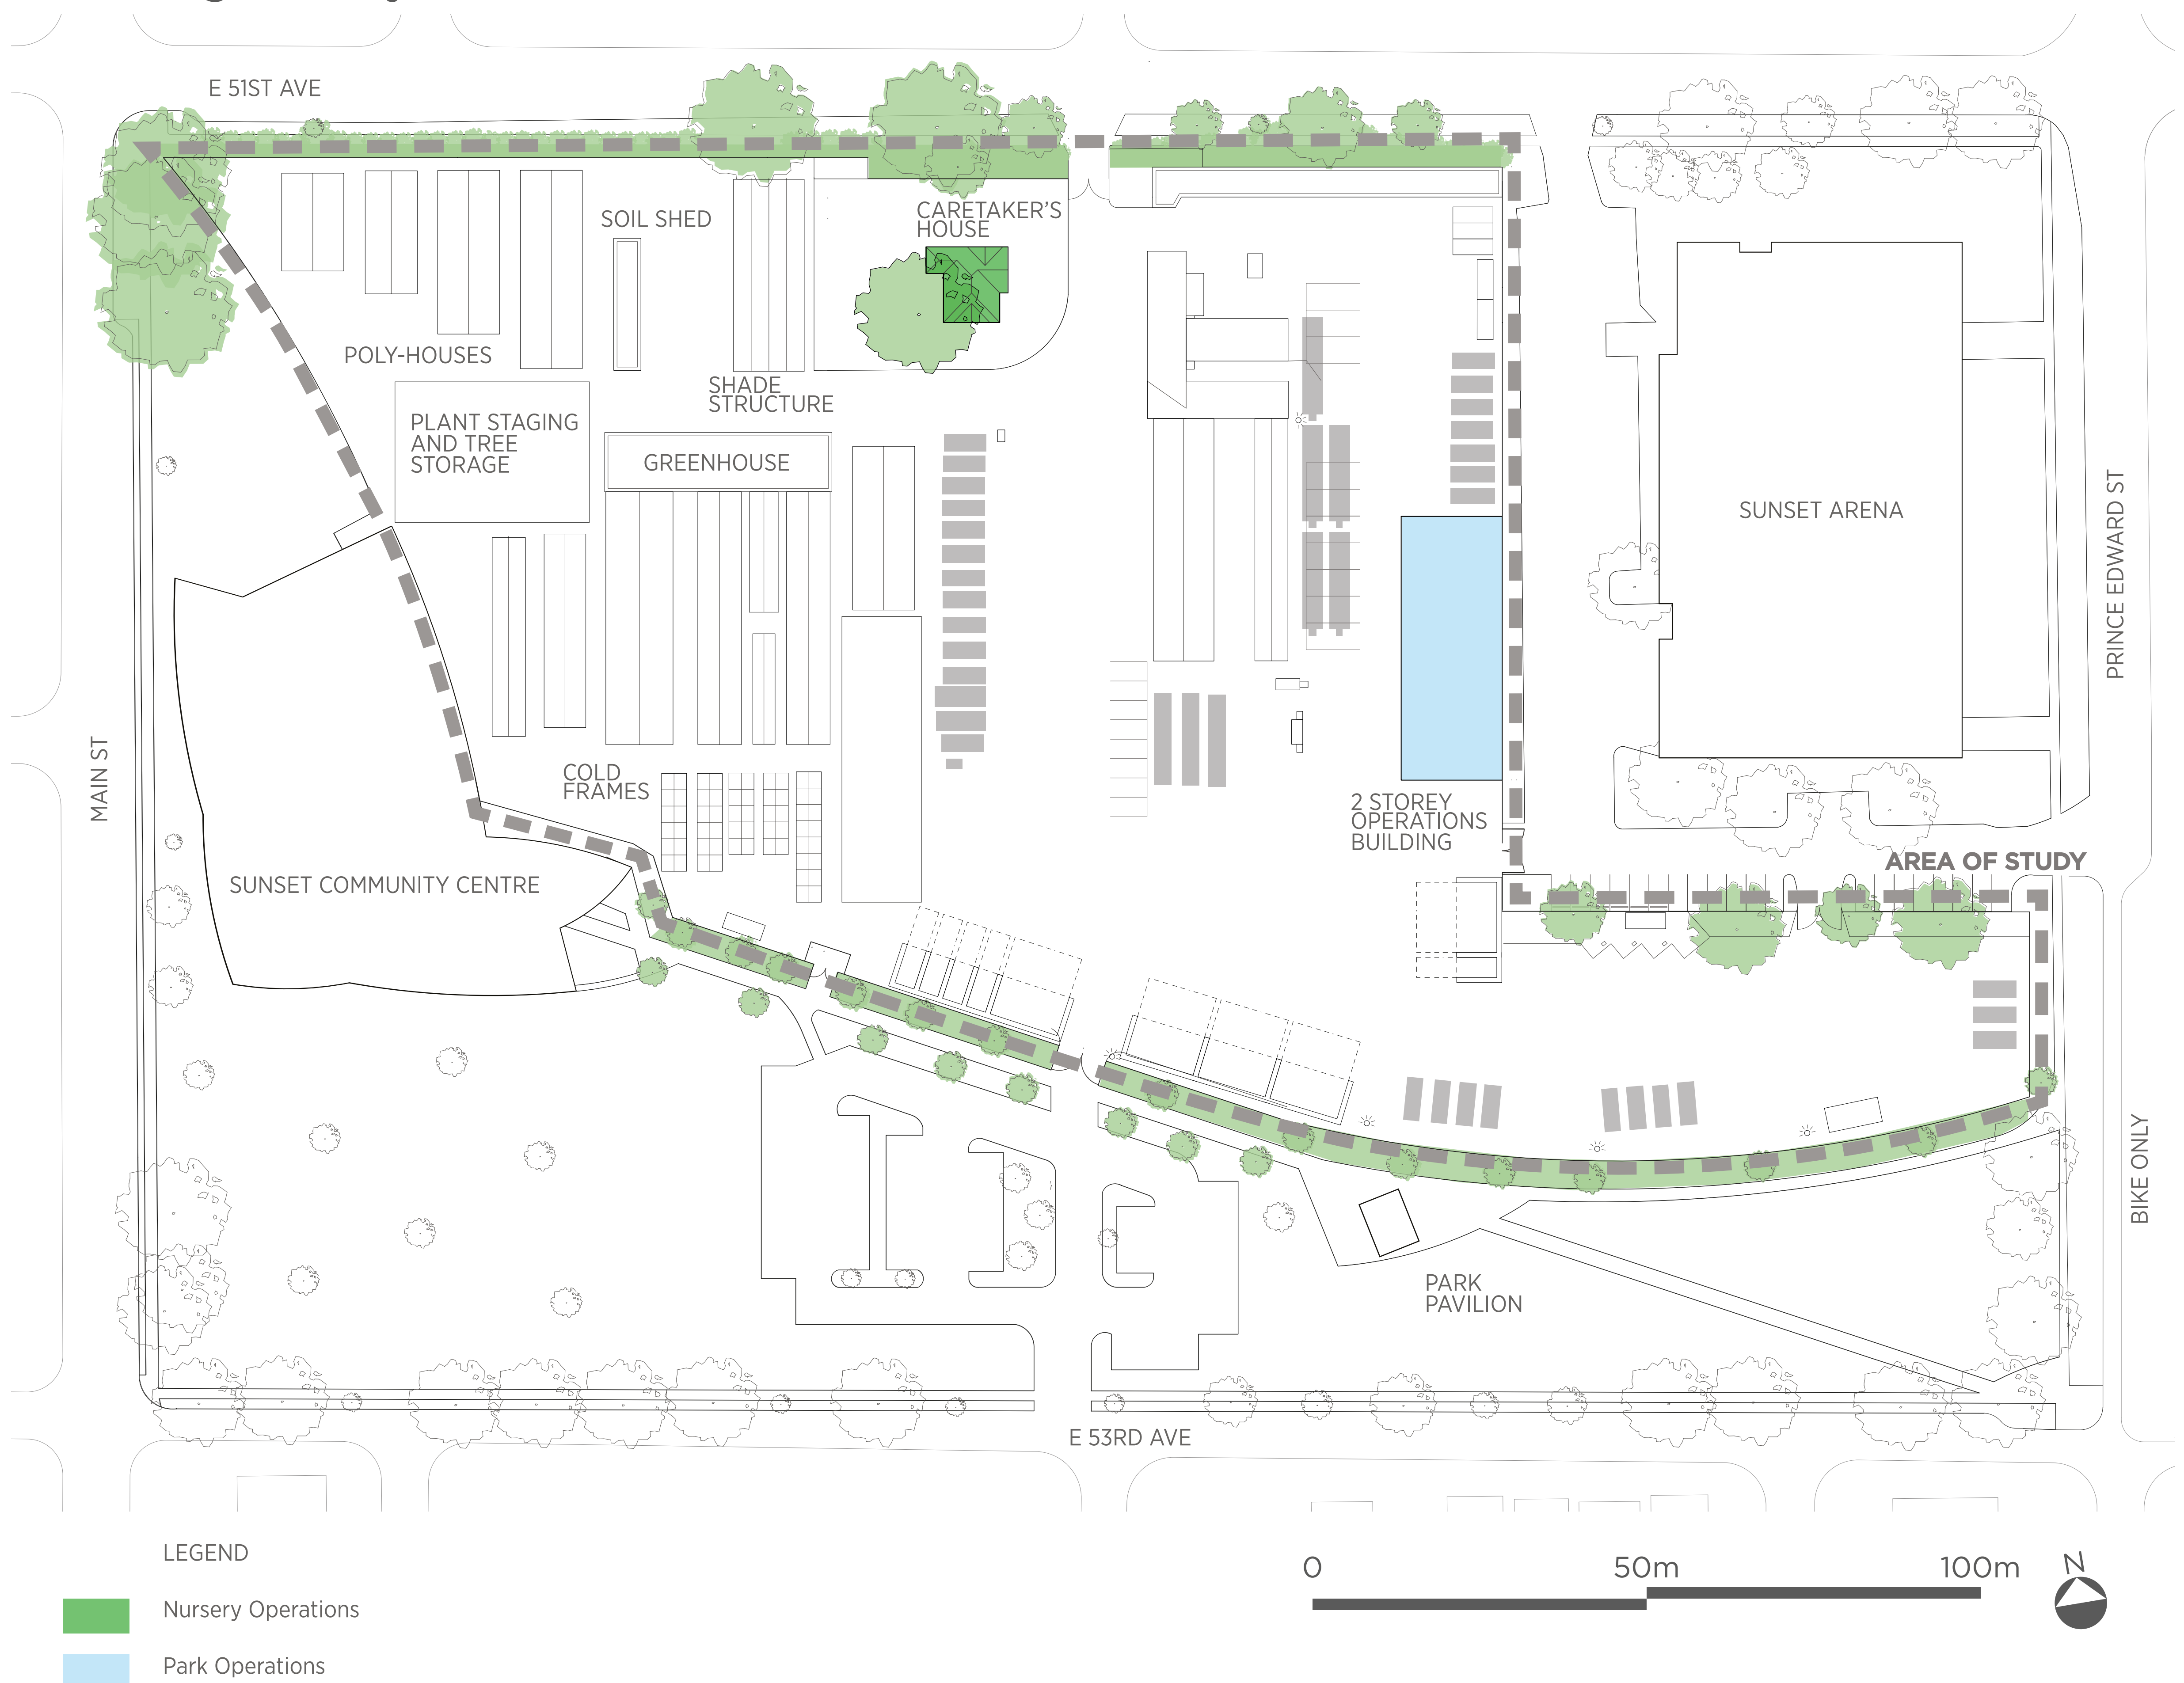 E 51ST AVE
SOIL SHED
CARETAKER'S
HOUSE
POLY-HOUSES
SHADE
STRUCTURE
PLANT STAGING
AND TREE
STORAGE
GREENHOUSE
SUNSET ARENA
PRINCE EDWARD ST
MAIN ST
COLD
FRAMES
2 STOREY
OPERATIONS
BUILDING
AREA OF STUDY
SUNSET COMMUNITY CENTRE
BIKE ONLY
PARK
PAVILION
E 53RD AVE
LEGEND
Nursery Operations
Park Operations
0 50m 100m
N